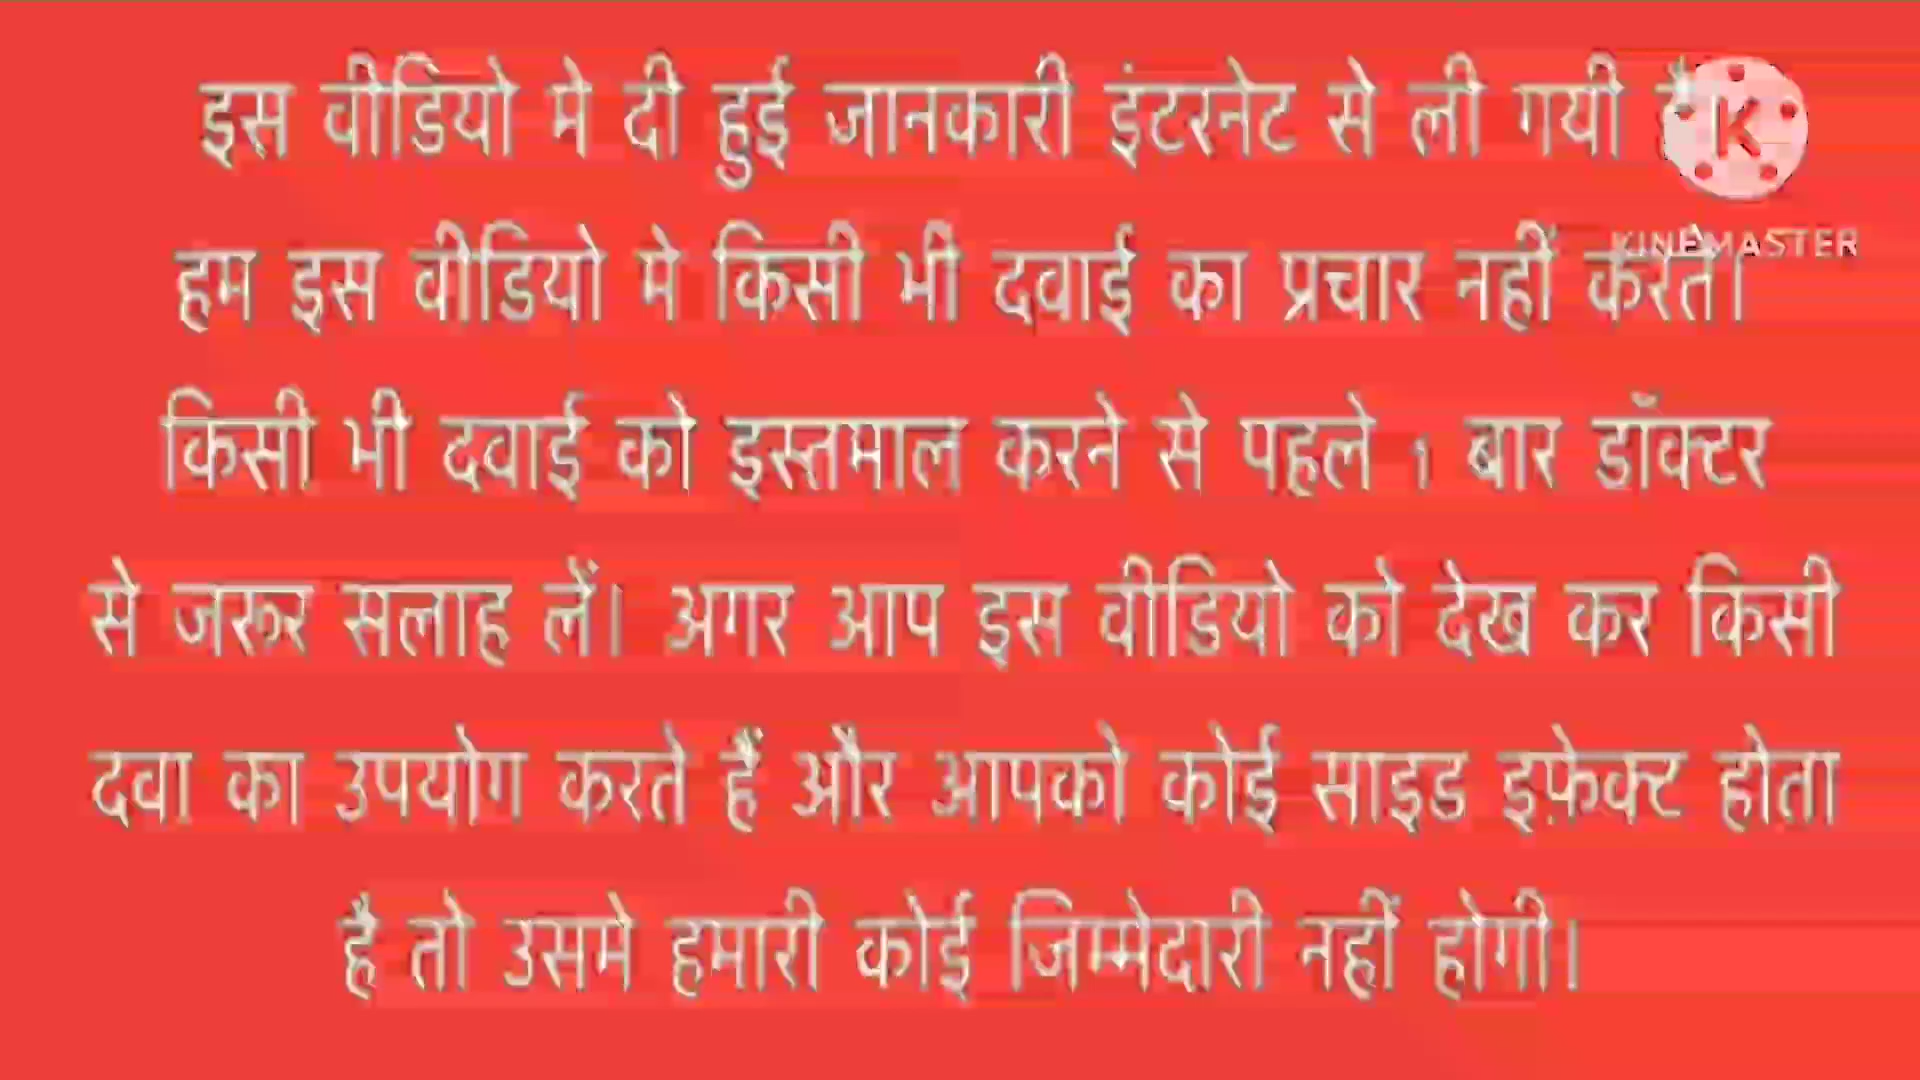 इस वीडियो मे दी हुई जानकारी इंटरनेट से ली गयी
KINEMASTER
हम इस वीडियो मे किसी भी दवाई का प्रचार नहीं करते।
किसी भी दवाई को इस्तमाल करने से पहले १ बार डॉक्टर
से जरूर सलाह लें। अगर आप इस वीडियो को देख कर किसी
दवा का उपयोग करते हैं और आपको कोई साइड इफ़ेक्ट होता
है तो उसमे हमारी कोई जिम्मेदारी नहीं होगी।